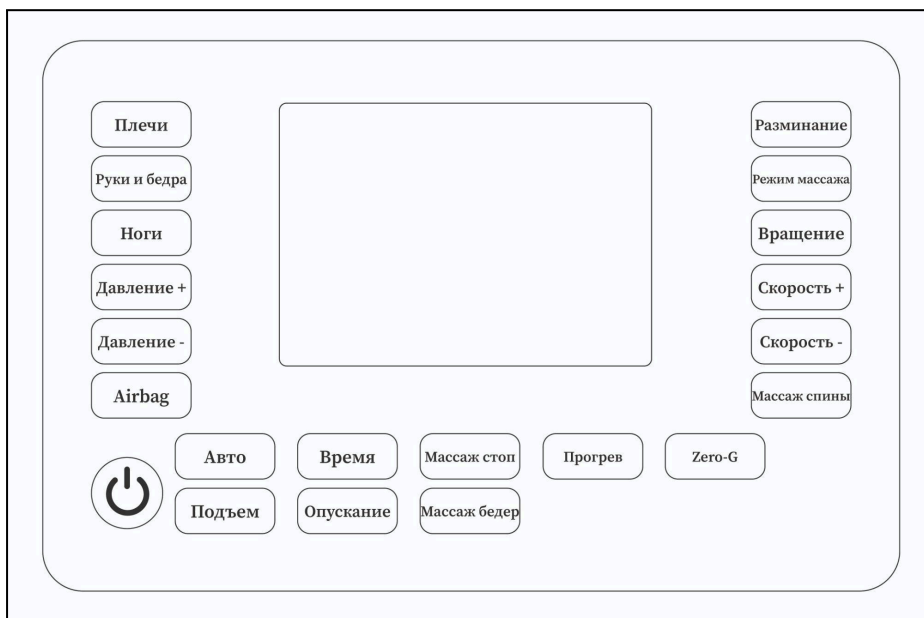 Плечи
Руки и бедра
Ноги
Давление +
Давление -
Airbag
Разминание
Режим массажа
Вращение
Скорость +
Скорость -
Массаж спины
Авто
Время
Массаж стоп
Прогрев
Zero-G
Подъем
Опускание
Массаж бедер